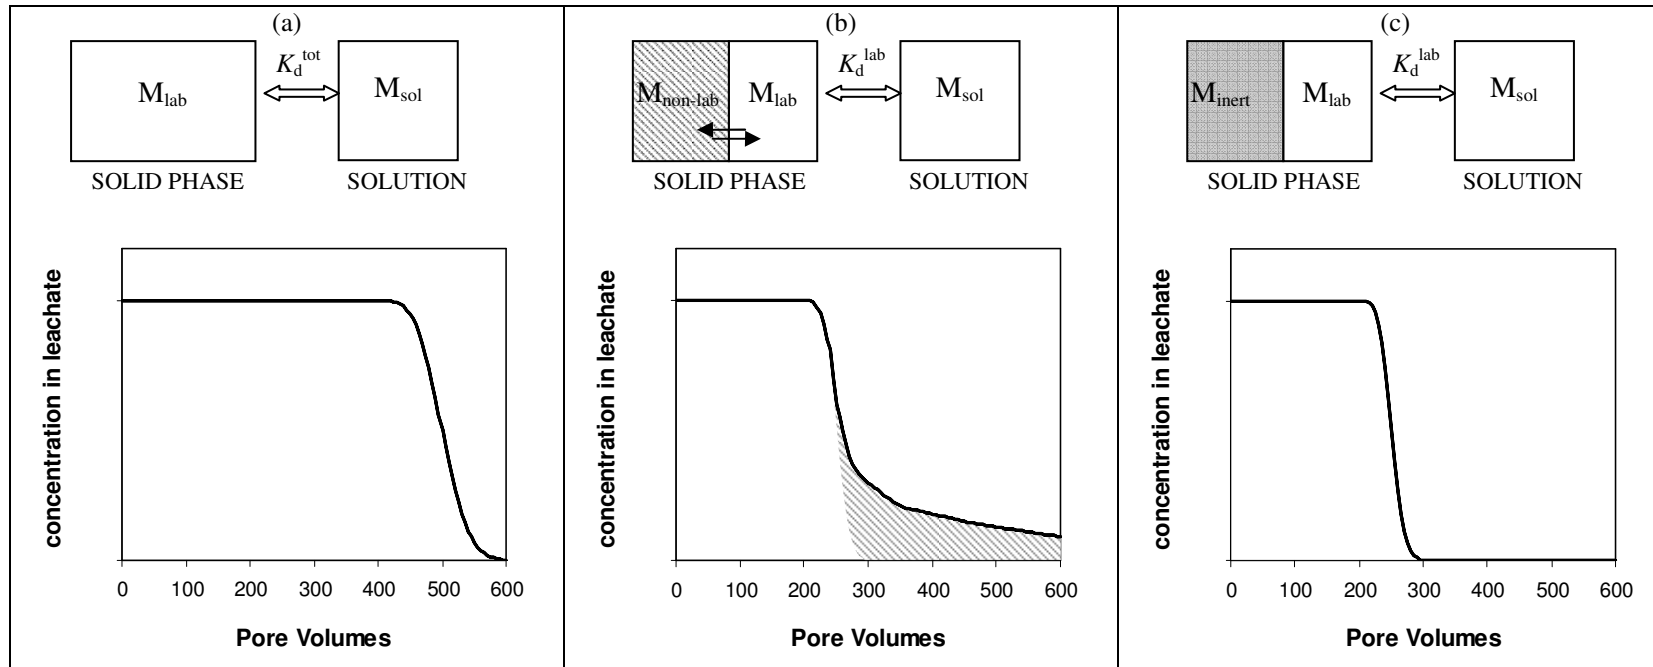 (a)
K_d^tot
M_lab
M_sol
SOLID PHASE SOLUTION
concentration in leachate
0 100 200 300 400 500 600
Pore Volumes
(b)
K_d^lab
M_non-lab M_lab
M_sol
SOLID PHASE SOLUTION
concentration in leachate
0 100 200 300 400 500 600
Pore Volumes
(c)
K_d^lab
M_inert M_lab
M_sol
SOLID PHASE SOLUTION
concentration in leachate
0 100 200 300 400 500 600
Pore Volumes